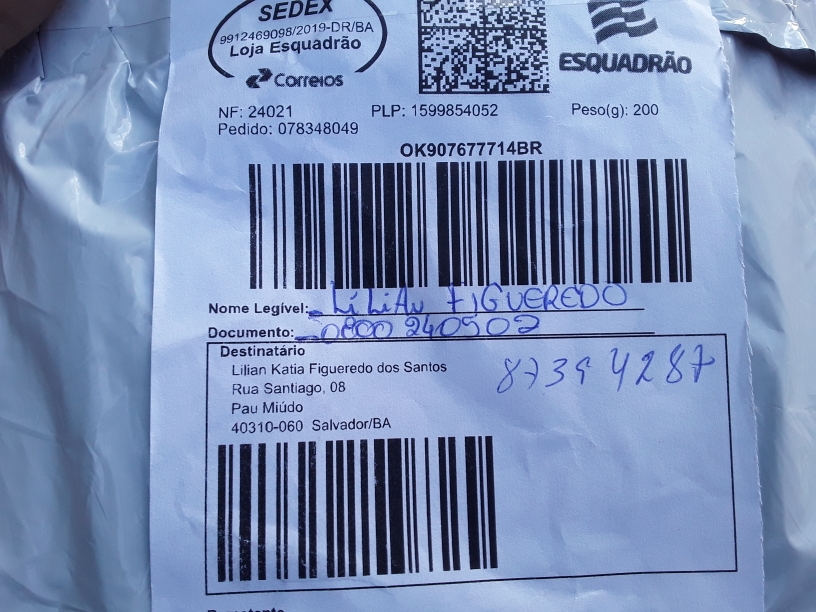 SEDEX
9912469098/2019-DR/BA
Loja Esquadrão
Correios
ESQUADRÃO
NF: 24021 PLP: 1599854052 Peso(g): 200
Pedido: 078348049
OK907677714BR
Nome Legível: LiLiAn FIGUEREDO
Documento: 0800240502
Destinatário
Lilian Katia Figueredo dos Santos
Rua Santiago, 08
Pau Miúdo
40310-060 Salvador/BA
87394287